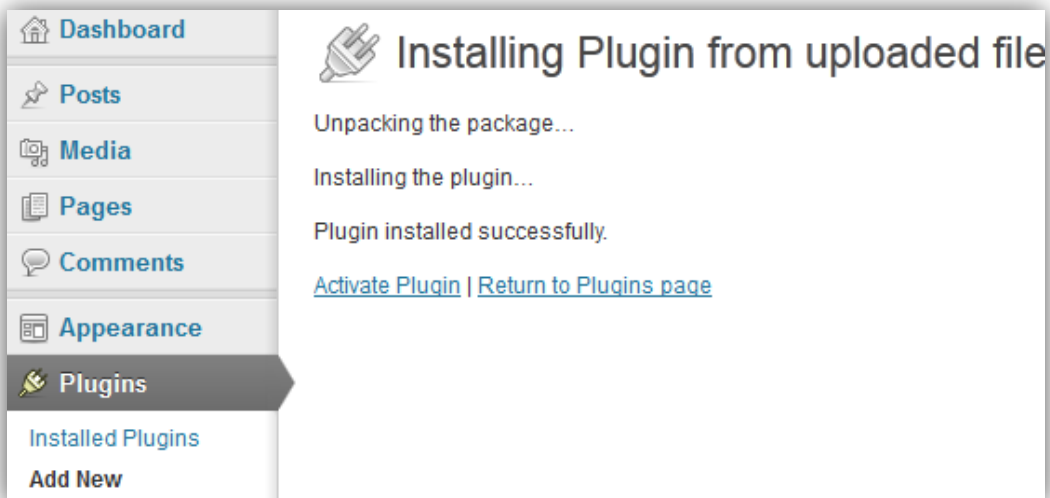 Dashboard
Posts
Media
Pages
Comments
Appearance
Plugins
Installed Plugins
Add New
Installing Plugin from uploaded file
Unpacking the package…
Installing the plugin…
Plugin installed successfully.
Activate Plugin | Return to Plugins page